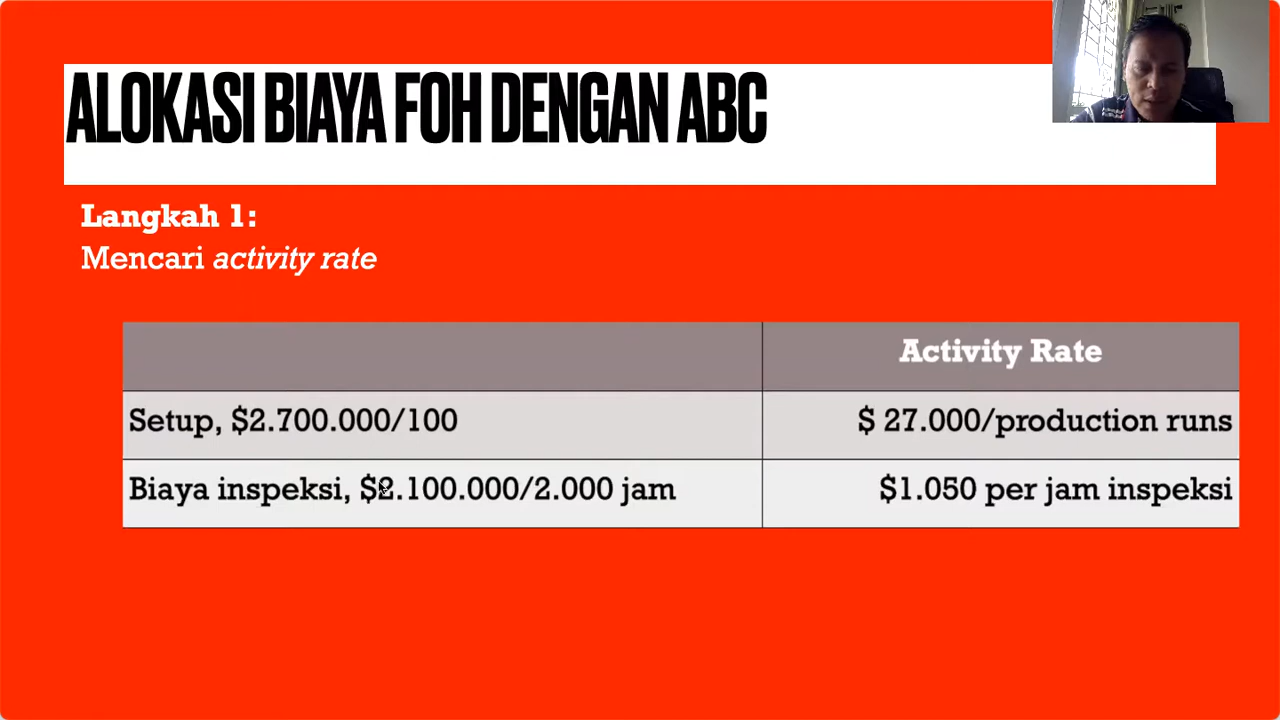 ALOKASI BIAYA FOH DENGAN ABC
Langkah 1:
Mencari activity rate
Activity Rate
Setup, $2.700.000/100
$ 27.000/production runs
Biaya inspeksi, $2.100.000/2.000 jam
$1.050 per jam inspeksi